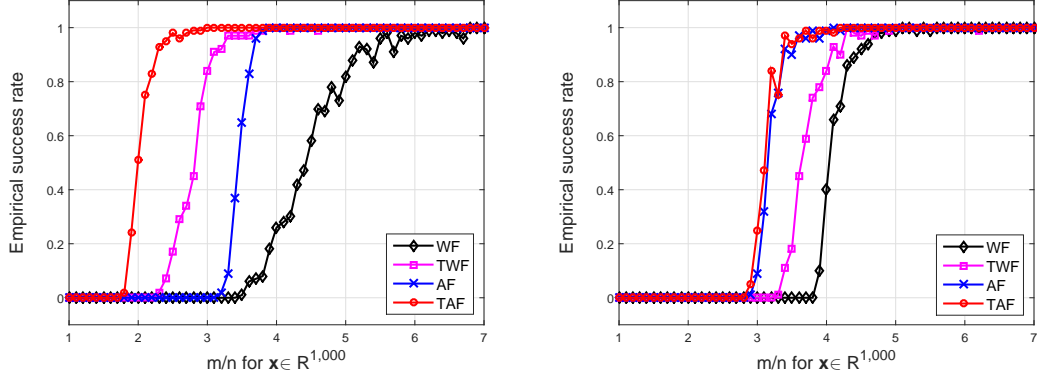 Empirical success rate
1
0.8
0.6
0.4
0.2
0
WF
TWF
AF
TAF
1 2 3 4 5 6 7
m/n for x∈ R^1,000
Empirical success rate
1
0.8
0.6
0.4
0.2
0
WF
TWF
AF
TAF
1 2 3 4 5 6 7
m/n for x∈ R^1,000